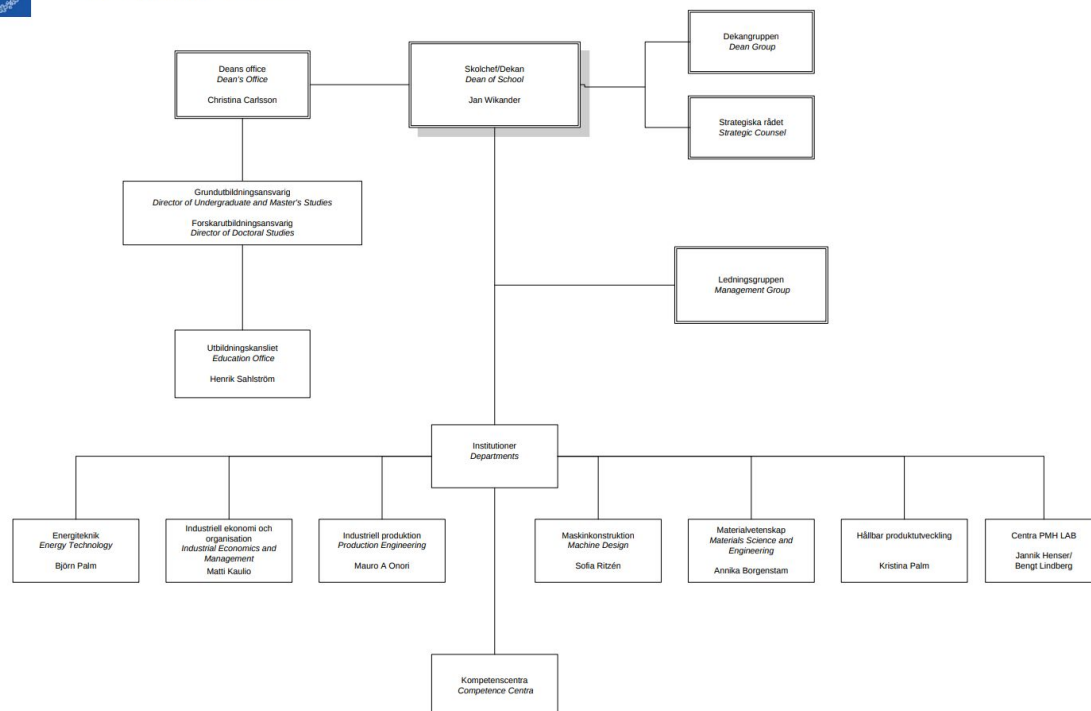 Dekangruppen
Dean Group
Deans office
Dean's Office
Christina Carlsson
Skolchef/Dekan
Dean of School
Jan Wikander
Strategiska rådet
Strategic Counsel
Grundutbildningsansvarig
Director of Undergraduate and Master's Studies
Forskarutbildningsansvarig
Director of Doctoral Studies
Ledningsgruppen
Management Group
Utbildningskansliet
Education Office
Henrik Sahlström
Institutioner
Departments
Energiteknik
Energy Technology
Björn Palm
Industriell ekonomi och
organisation
Industrial Economics and
Management
Matti Kaulio
Industriell produktion
Production Engineering
Mauro A Onori
Maskinkonstruktion
Machine Design
Sofia Ritzén
Materialvetenskap
Materials Science and
Engineering
Annika Borgenstam
Hållbar produktutveckling
Kristina Palm
Centra PMH LAB
Jannik Henser/
Bengt Lindberg
Kompetenscentra
Competence Centra